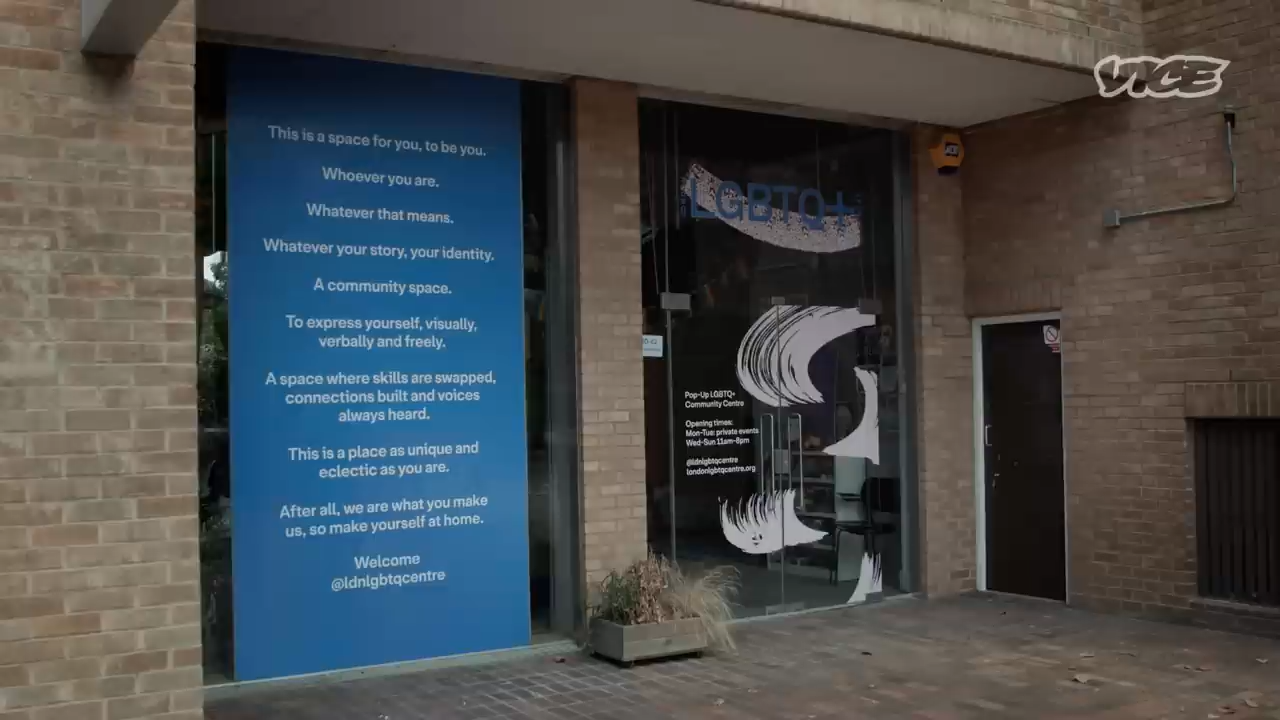 VICE
This is a space for you, to be you.
Whoever you are.
Whatever that means.
Whatever your story, your identity.
A community space.
To express yourself, visually,
verbally and freely.
A space where skills are swapped,
connections built and voices
always heard.
This is a place as unique and
eclectic as you are.
After all, we are what you make
us, so make yourself at home.
Welcome
@ldnlgbtqcentre
LGBTQ+
Pop-Up LGBTQ+
Community Centre
Opening times:
Mon-Tue: private events
Wed-Sun 11am-8pm
@ldnlgbtqcentre
londonlgbtqcentre.org
ADT